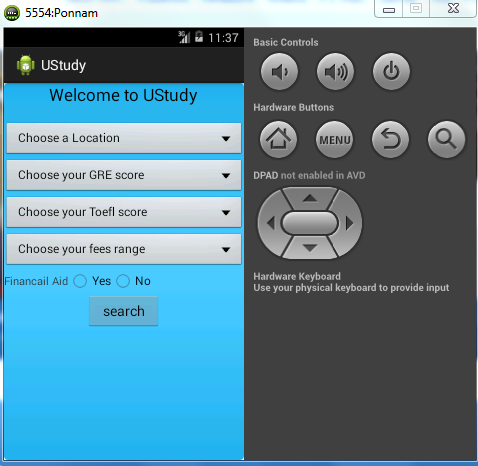 5554:Ponnam
3G 11:37
UStudy
Welcome to UStudy
Choose a Location
Choose your GRE score
Choose your Toefl score
Choose your fees range
Financail Aid Yes No
search
Basic Controls
Hardware Buttons
MENU
DPAD not enabled in AVD
Hardware Keyboard
Use your physical keyboard to provide input